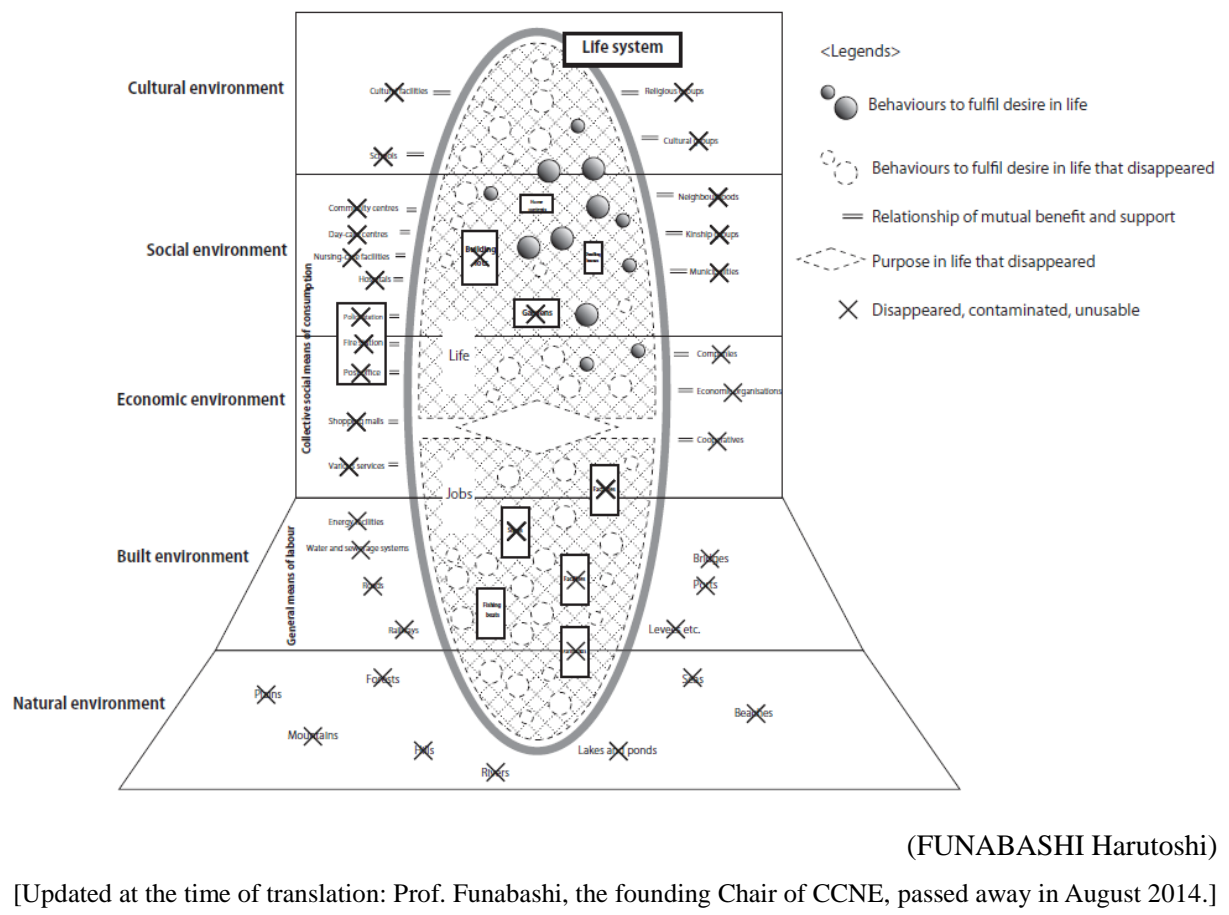 Life system
<Legends>
Behaviours to fulfil desire in life
Behaviours to fulfil desire in life that disappeared
Relationship of mutual benefit and support
Purpose in life that disappeared
Disappeared, contaminated, unusable
Cultural environment
Cultural facilities
Schools
Religious groups
Cultural groups
Social environment
Collective social means of consumption
Community centres
Day-care centres
Nursing-care facilities
Hospitals
Police station
Fire station
Post office
Building
lots
Gardens
Neighbourhoods
Kinship groups
Municipalities
Economic environment
Shopping malls
Various services
Life
Jobs
Companies
Economic organisations
Cooperatives
Facilities
Built environment
General means of labour
Energy facilities
Water and sewerage systems
Roads
Railways
Facilities
Fishing
boats
Bridges
Ports
Levees etc.
Natural environment
Plains
Forests
Mountains
Hills
Rivers
Lakes and ponds
Seas
Beaches
(FUNABASHI Harutoshi)
[Updated at the time of translation: Prof. Funabashi, the founding Chair of CCNE, passed away in August 2014.]